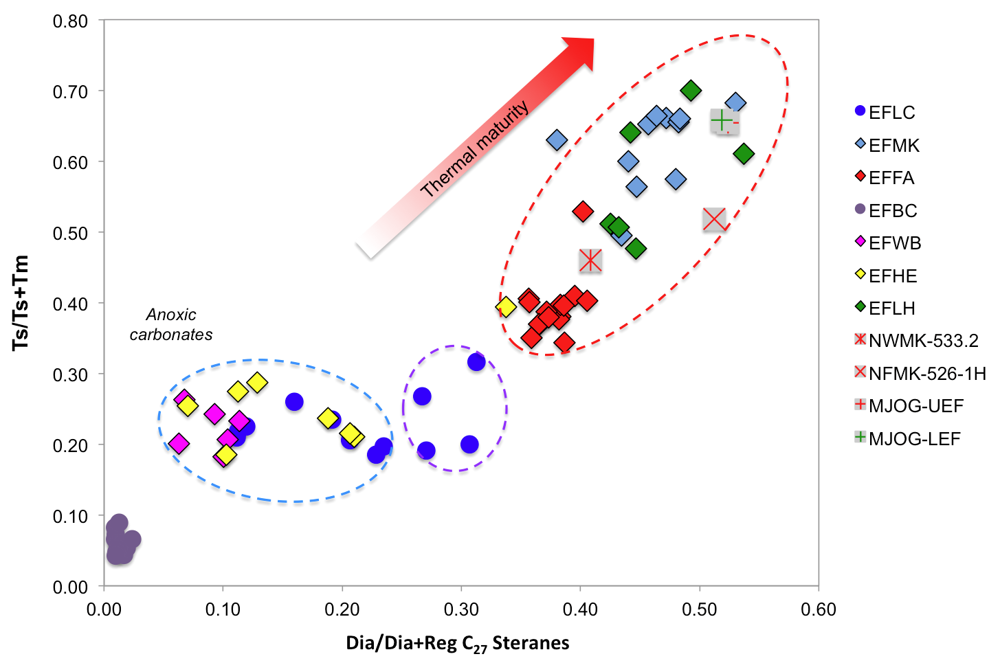 0.80
0.70
0.60
0.50
0.40
0.30
0.20
0.10
0.00
Ts/Ts+Tm
Thermal maturity
Anoxic
carbonates
0.00 0.10 0.20 0.30 0.40 0.50 0.60
Dia/Dia+Reg C₂₇ Steranes
EFLC
EFMK
EFFA
EFBC
EFWB
EFHE
EFLH
NWMK-533.2
NFMK-526-1H
MJOG-UEF
MJOG-LEF